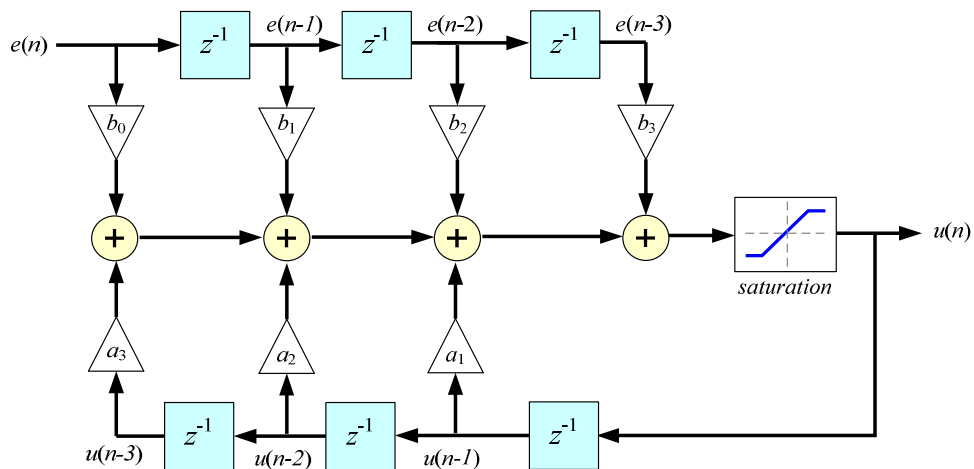 e(n) z⁻¹ e(n-1) z⁻¹ e(n-2) z⁻¹ e(n-3)
b₀ b₁ b₂ b₃
+ + + + u(n)
saturation
a₃ a₂ a₁
u(n-3) z⁻¹ u(n-2) z⁻¹ u(n-1) z⁻¹